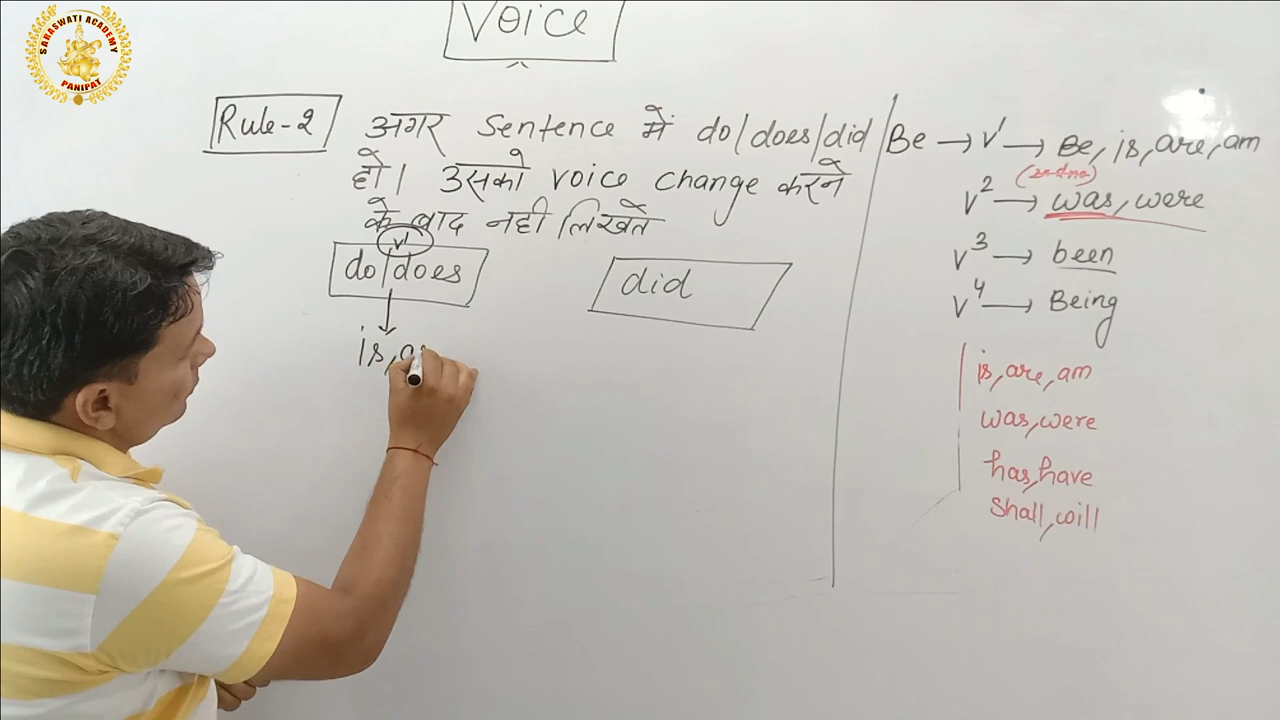 SARASWATI ACADEMY
PANIPAT
Voice
Rule-2 अगर Sentence में do/does/did
हो। उसको voice change करने
के बाद नही लिखते
v¹
do/does
did
is,
Be → v¹ → Be, is, are, am
v² → was, were
v³ → been
v⁴ → Being
is, are, am
was, were
has, have
Shall, will